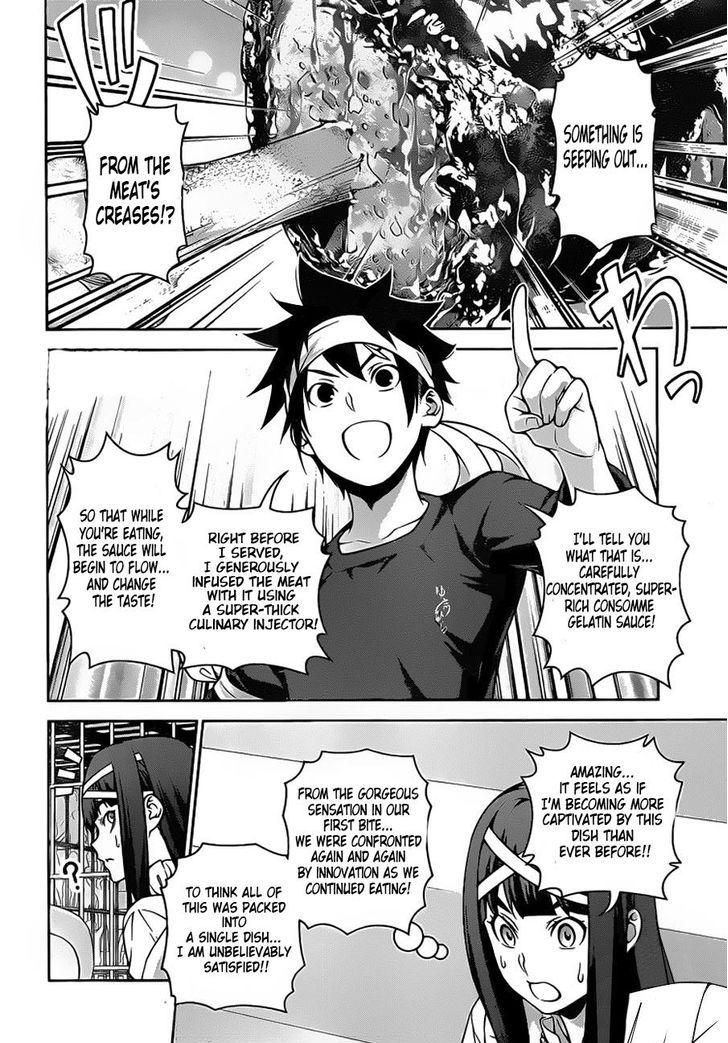 SOMETHING IS
SEEPING OUT...
FROM THE
MEAT'S
CREASES!?
I'LL TELL YOU
WHAT THAT IS...
CAREFULLY
CONCENTRATED, SUPER-
RICH CONSOMME
GELATIN SAUCE!
RIGHT BEFORE
I SERVED,
I GENEROUSLY
INFUSED THE MEAT
WITH IT USING
A SUPER-THICK
CULINARY INJECTOR!
SO THAT WHILE
YOU'RE EATING,
THE SAUCE WILL
BEGIN TO FLOW...
AND CHANGE
THE TASTE!
AMAZING...
IT FEELS AS IF
I'M BECOMING MORE
CAPTIVATED BY THIS
DISH THAN
EVER BEFORE!!
FROM THE GORGEOUS
SENSATION IN OUR
FIRST BITE...
WE WERE CONFRONTED
AGAIN AND AGAIN
BY INNOVATION AS WE
CONTINUED EATING!
TO THINK ALL OF
THIS WAS PACKED
INTO
A SINGLE DISH...
I AM UNBELIEVABLY
SATISFIED!!
?